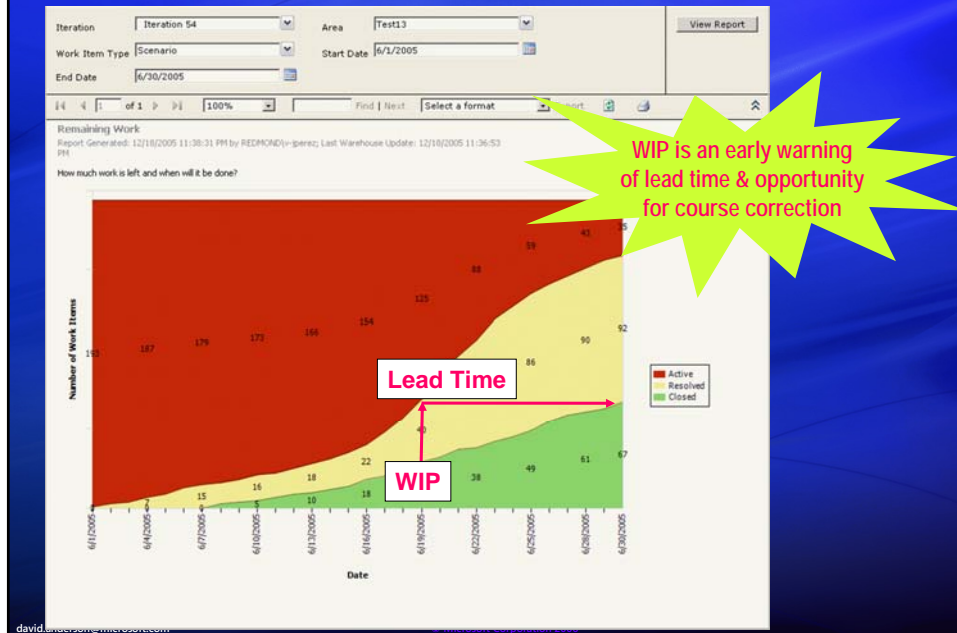 Iteration Iteration 54 Area Test13 View Report
Work Item Type Scenario Start Date 6/1/2005
End Date 6/30/2005
1 of 1 100% Find | Next Select a format
Remaining Work
Report Generated: 12/18/2005 11:38:31 PM by REDMOND\v-jperez; Last Warehouse Update: 12/18/2005 11:36:53
PM
How much work is left and when will it be done?
WIP is an early warning
of lead time & opportunity
for course correction
Number of Work Items
193 187 179 173 166 154 125 88 59 43
15 16 18 22 40 86 90 92
5 10 18 38 49 61 67
Lead Time
WIP
Active
Resolved
Closed
6/1/2005 6/4/2005 6/7/2005 6/10/2005 6/13/2005 6/16/2005 6/19/2005 6/22/2005 6/25/2005 6/28/2005 6/30/2005
Date